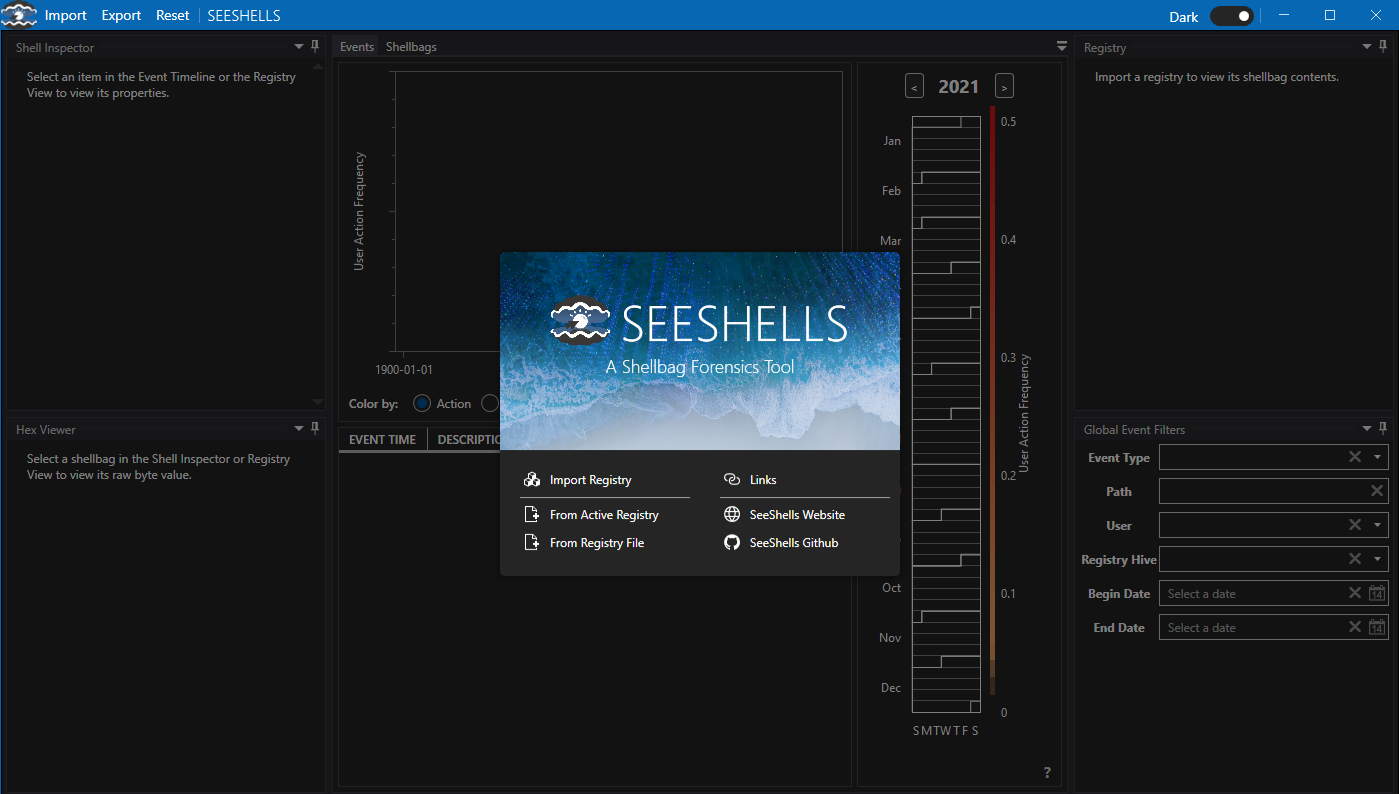 Import Export Reset SEESHELLS Dark
Shell Inspector
Select an item in the Event Timeline or the Registry
View to view its properties.
Hex Viewer
Select a shellbag in the Shell Inspector or Registry
View to view its raw byte value.
Events Shellbags
User Action Frequency
1900-01-01
Color by: Action
EVENT TIME DESCRIPTIO
SEESHELLS
A Shellbag Forensics Tool
Import Registry
From Active Registry
From Registry File
Links
SeeShells Website
SeeShells Github
< 2021 >
Jan
Feb
Mar
Oct
Nov
Dec
S M T W T F S
0.5
0.4
0.3
0.2
0.1
0
User Action Frequency
?
Registry
Import a registry to view its shellbag contents.
Global Event Filters
Event Type
Path
User
Registry Hive
Begin Date Select a date 14
End Date Select a date 14